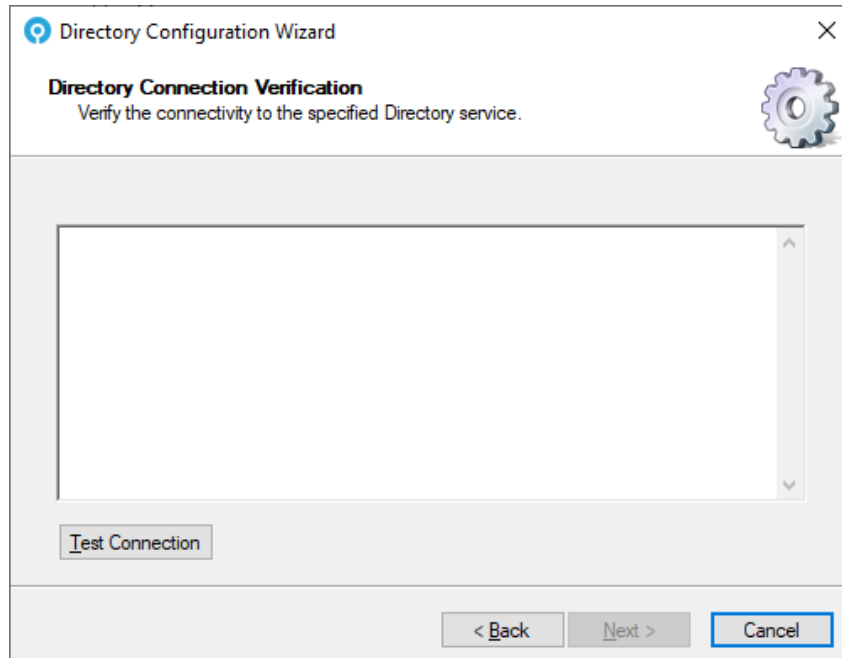 Directory Configuration Wizard
Directory Connection Verification
Verify the connectivity to the specified Directory service.
Test Connection
< Back
Next >
Cancel